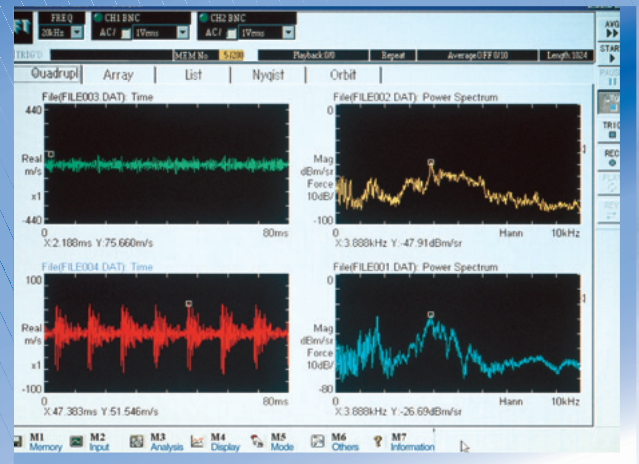 FREQ
20kHz
CH1 BNC
AC/ 1Vrms
CH2 BNC
AC/ 1Vrms
TRIG'D
MEM No 5/200
Playback 0/0
Repeat
Average OFF 0/10
Length:1024
Quadrupl
Array
List
Nyqist
Orbit
AVG
STAR
PAUS
TRIG
REC
File(FILE003.DAT): Time
440
Real
m/s
x1
-440
0
80ms
X:2.188ms Y:75.660m/s
File(FILE002.DAT): Power Spectrum
0
Mag
dBm/sr
Force
10dB/
-100
0
Hann
10kHz
X:3.888kHz Y:-47.91dBm/sr
File(FILE004.DAT): Time
100
Real
m/s
x1
-100
0
80ms
X:47.383ms Y:51.546m/s
File(FILE001.DAT): Power Spectrum
0
Mag
dBm/sr
Force
10dB/
-80
0
Hann
10kHz
X:3.888kHz Y:-26.69dBm/sr
M1
Memory
M2
Input
M3
Analysis
M4
Display
M5
Mode
M6
Others
M7
Information